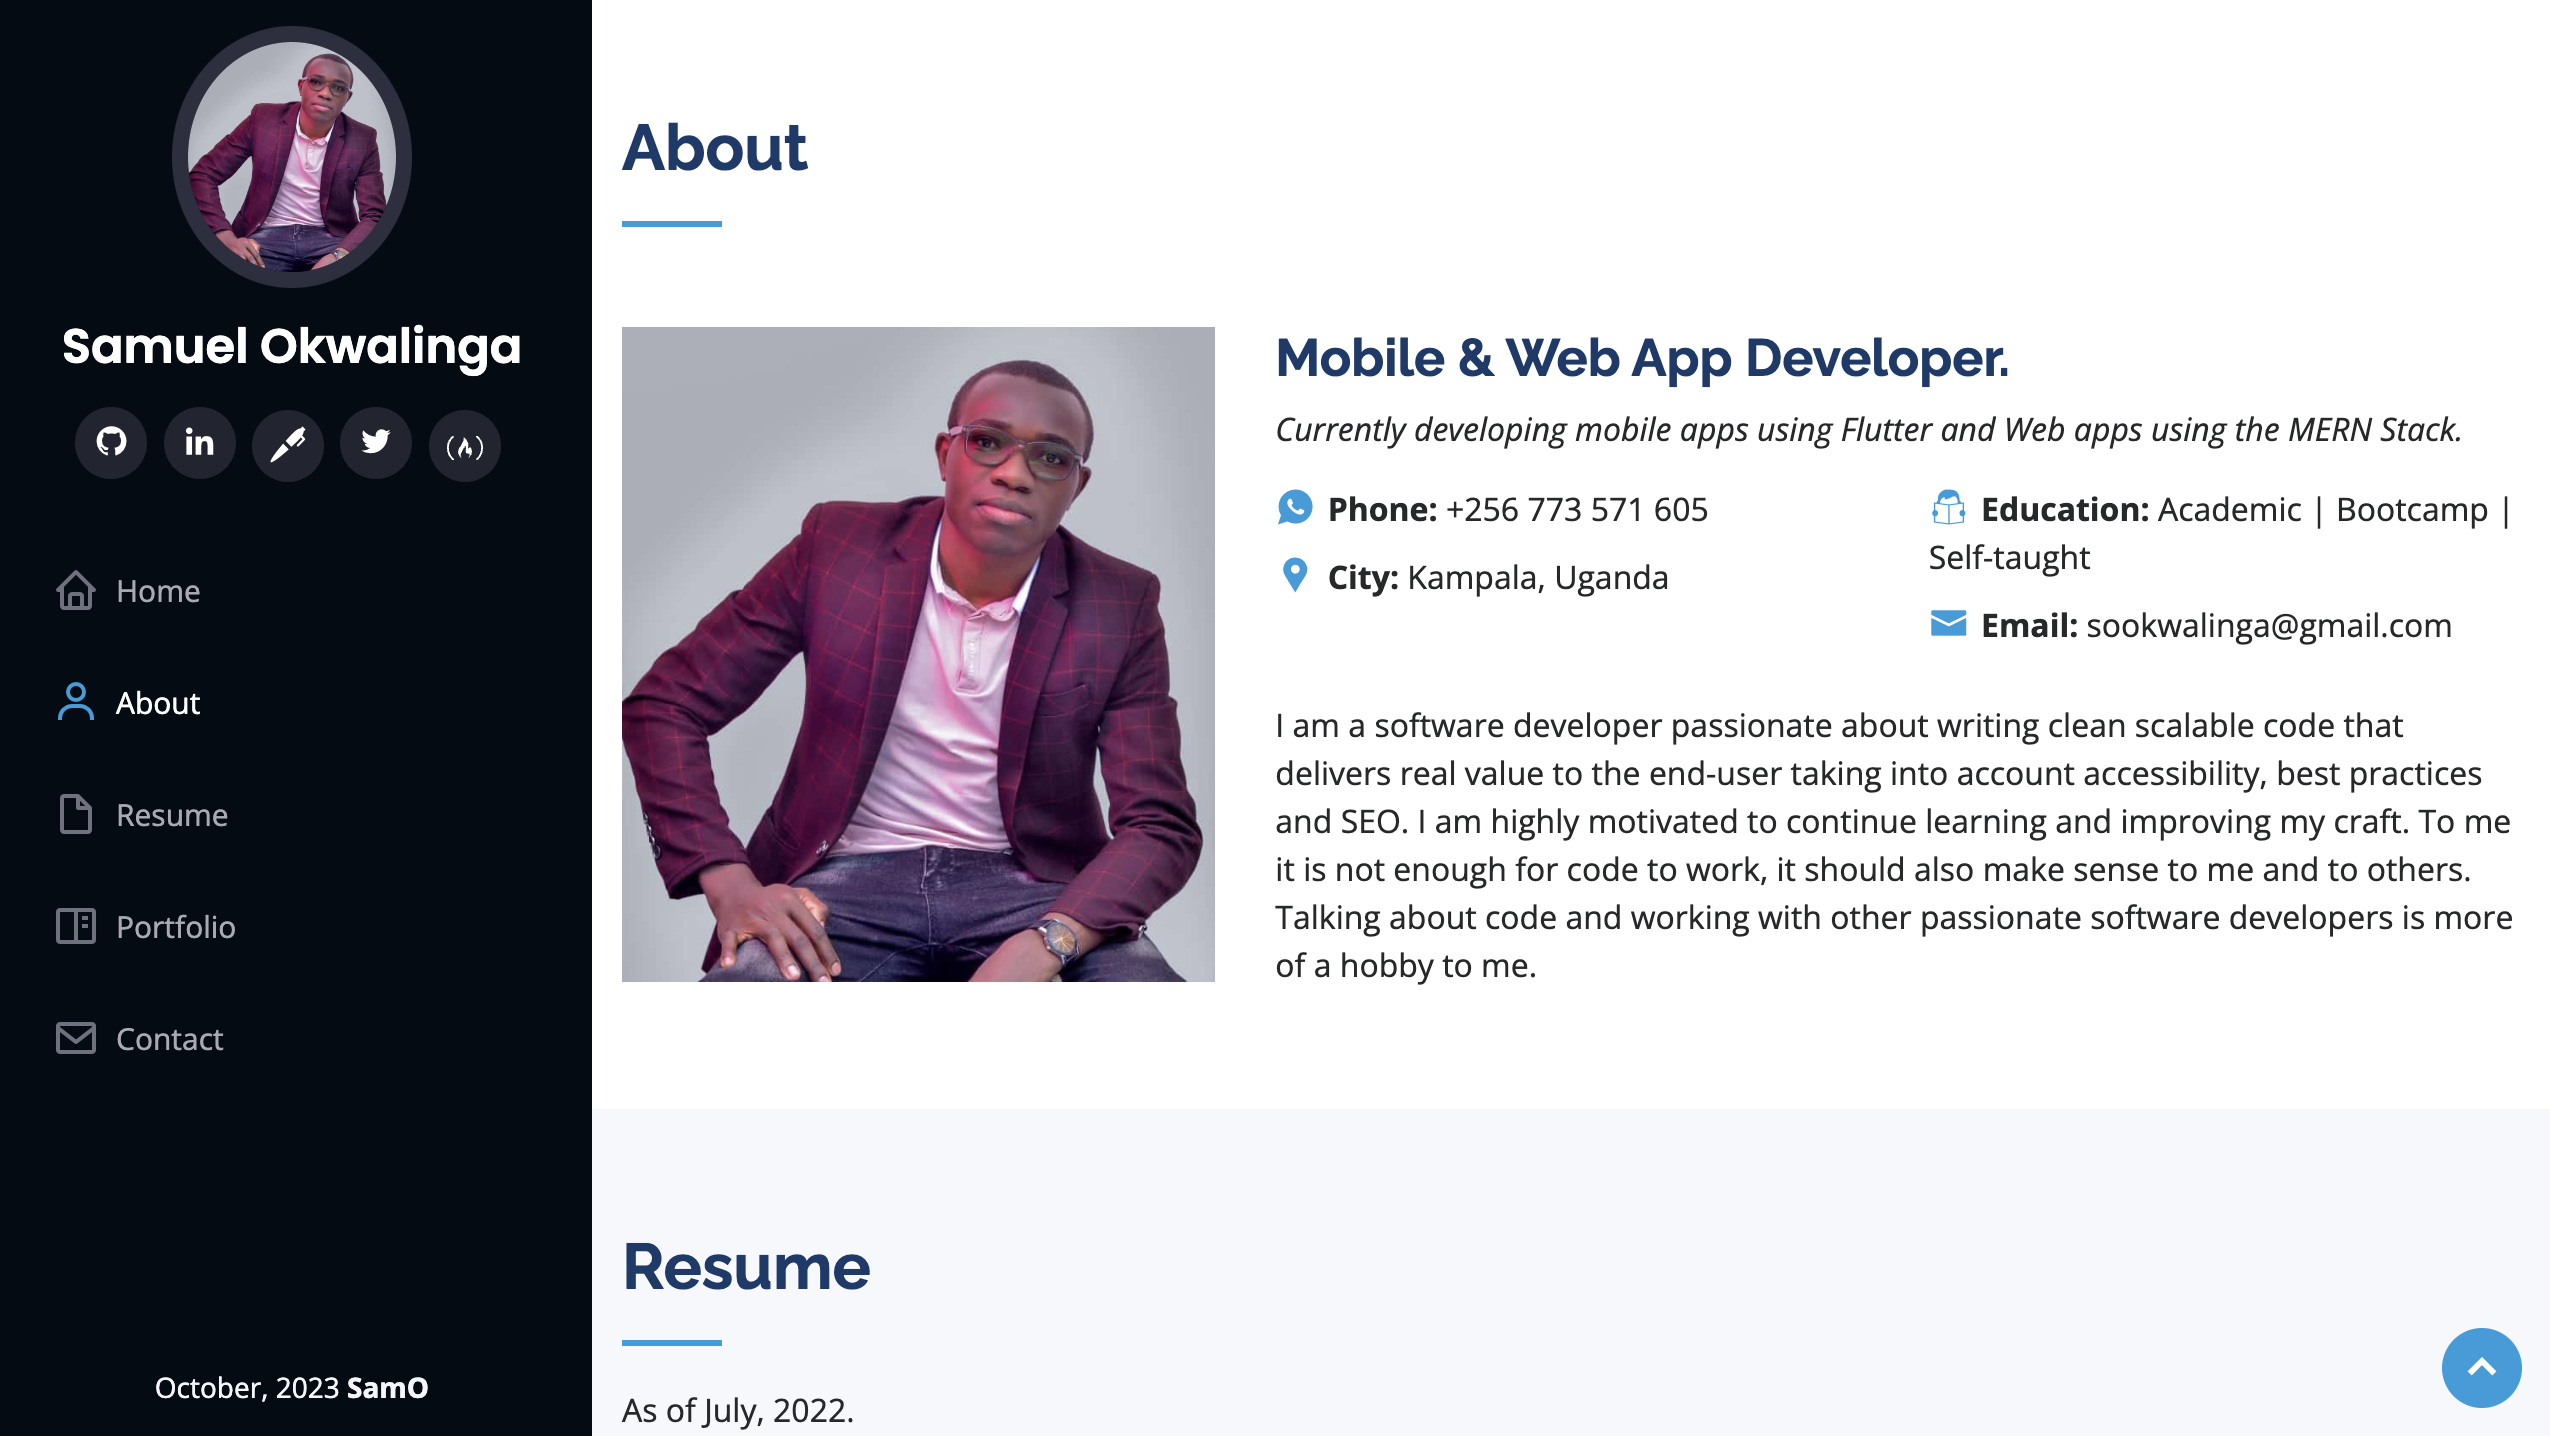 Samuel Okwalinga
in
Home
About
Resume
Portfolio
Contact
October, 2023 SamO
About
Mobile & Web App Developer.
Currently developing mobile apps using Flutter and Web apps using the MERN Stack.
Phone: +256 773 571 605
City: Kampala, Uganda
Education: Academic | Bootcamp |
Self-taught
Email: sookwalinga@gmail.com
I am a software developer passionate about writing clean scalable code that
delivers real value to the end-user taking into account accessibility, best practices
and SEO. I am highly motivated to continue learning and improving my craft. To me
it is not enough for code to work, it should also make sense to me and to others.
Talking about code and working with other passionate software developers is more
of a hobby to me.
Resume
As of July, 2022.